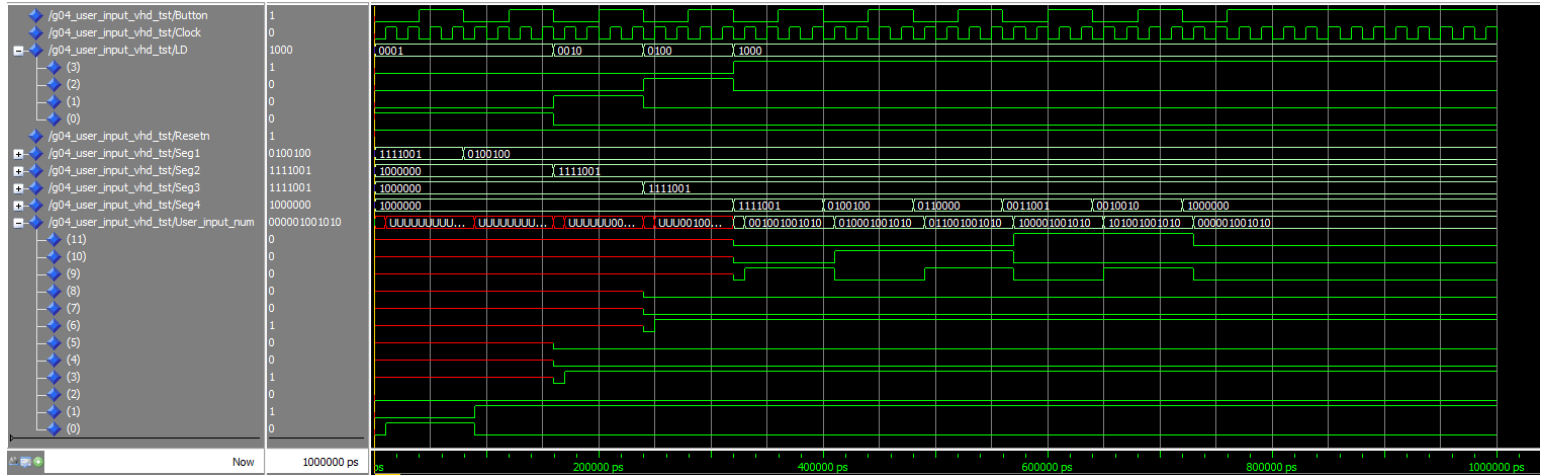 /g04_user_input_vhd_tst/Button 1
/g04_user_input_vhd_tst/Clock 0
/g04_user_input_vhd_tst/LD 1000 0001 0010 0100 1000
(3) 1
(2) 0
(1) 0
(0) 0
/g04_user_input_vhd_tst/Resetn 1
/g04_user_input_vhd_tst/Seg1 0100100 1111001 0100100
/g04_user_input_vhd_tst/Seg2 1111001 1000000 1111001
/g04_user_input_vhd_tst/Seg3 1111001 1000000 1111001
/g04_user_input_vhd_tst/Seg4 1000000 1000000 1111001 0100100 0110000 0011001 0010010 1000000
/g04_user_input_vhd_tst/User_input_num 000001001010 UUUUUUUUU... UUUUUUUU... UUUUUU00... UUU00100... 001001001010 010001001010 011001001010 100001001010 101001001010 000001001010
(11) 0
(10) 0
(9) 0
(8) 0
(7) 0
(6) 1
(5) 0
(4) 0
(3) 1
(2) 0
(1) 1
(0) 0
Now 1000000 ps ps 200000 ps 400000 ps 600000 ps 800000 ps 1000000 ps